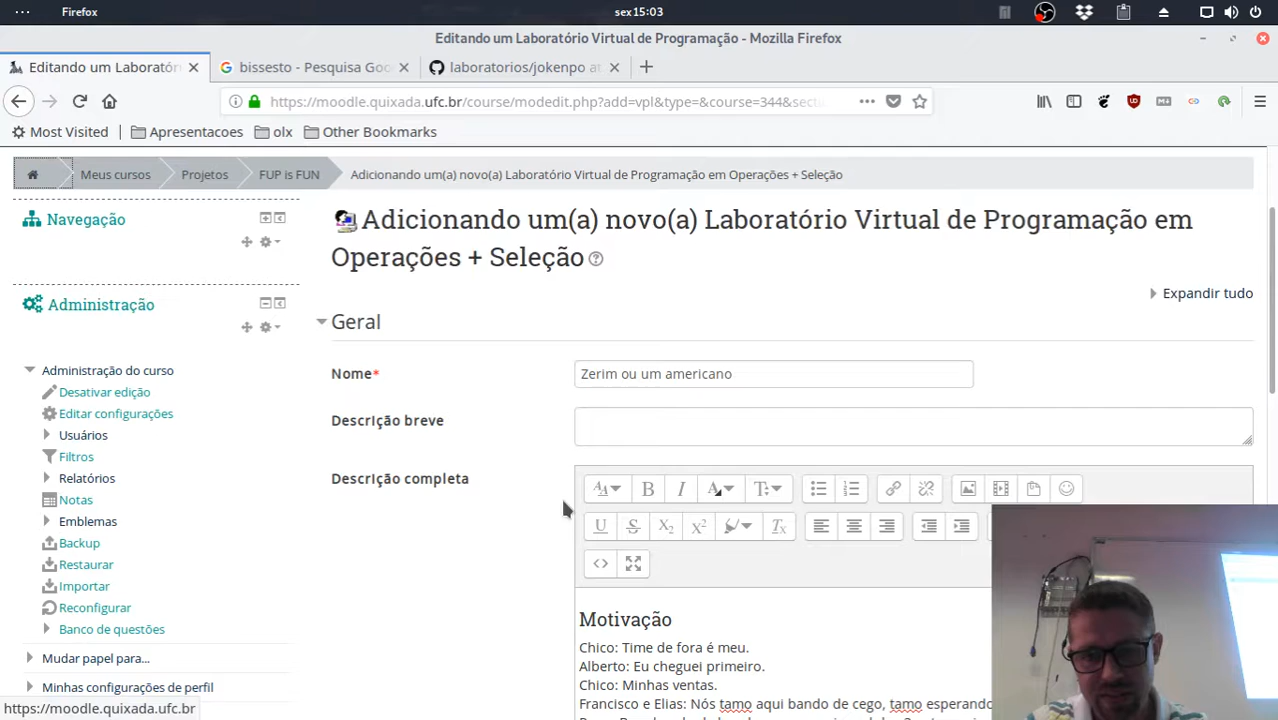 Firefox
sex 15:03
Editando um Laboratório Virtual de Programação - Mozilla Firefox
Editando um Laboratóri
bissesto - Pesquisa Goo
laboratorios/jokenpo at
https://moodle.quixada.ufc.br/course/modedit.php?add=vpl&type=&course=344&secti
Most Visited
Apresentacoes
olx
Other Bookmarks
Meus cursos
Projetos
FUP is FUN
Adicionando um(a) novo(a) Laboratório Virtual de Programação em Operações + Seleção
Navegação
Adicionando um(a) novo(a) Laboratório Virtual de Programação em
Operações + Seleção
Expandir tudo
Administração
Geral
Administração do curso
Desativar edição
Editar configurações
Usuários
Filtros
Relatórios
Notas
Emblemas
Backup
Restaurar
Importar
Reconfigurar
Banco de questões
Mudar papel para...
Minhas configurações de perfil
https://moodle.quixada.ufc.br
Nome*
Zerim ou um americano
Descrição breve
Descrição completa
Motivação
Chico: Time de fora é meu.
Alberto: Eu cheguei primeiro.
Chico: Minhas ventas.
Francisco e Elias: Nós tamo aqui bando de cego, tamo esperando